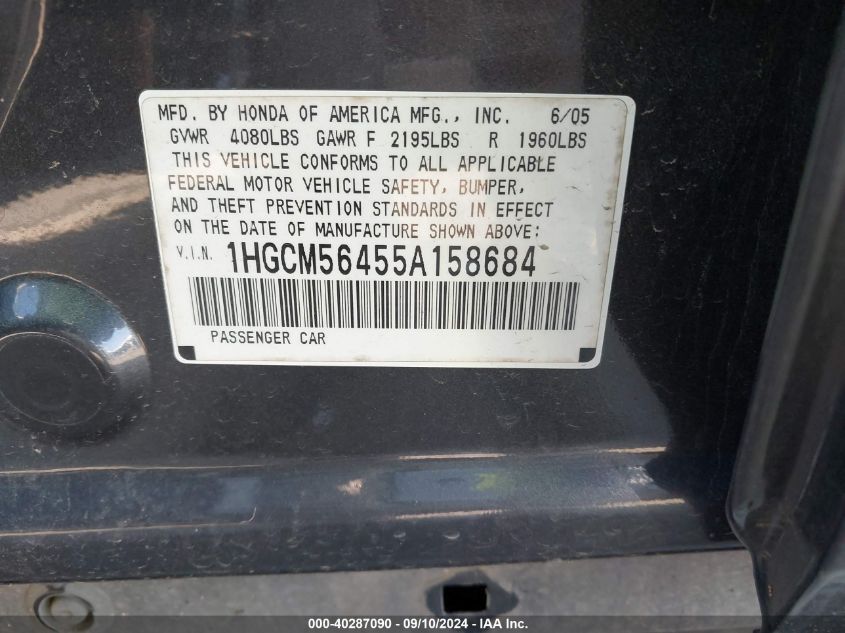 MFD. BY HONDA OF AMERICA MFG., INC. 6/05
GVWR 4080LBS GAWR F 2195LBS R 1960LBS
THIS VEHICLE CONFORMS TO ALL APPLICABLE
FEDERAL MOTOR VEHICLE SAFETY, BUMPER,
AND THEFT PREVENTION STANDARDS IN EFFECT
ON THE DATE OF MANUFACTURE SHOWN ABOVE:
V.I.N. 1HGCM56455A158684
PASSENGER CAR
000-40287090 - 09/10/2024 - IAA Inc.